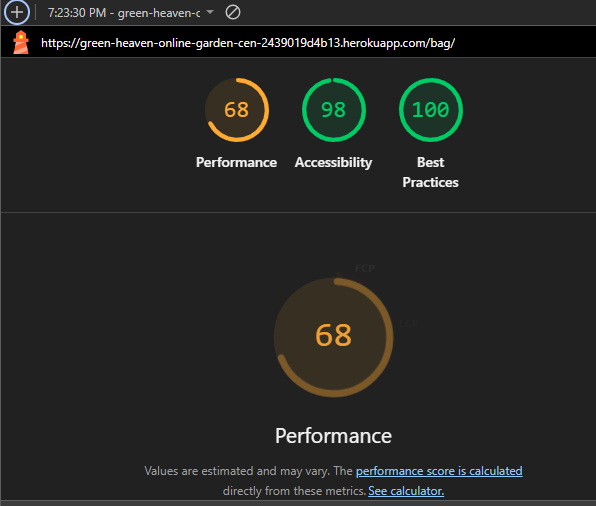 7:23:30 PM - green-heaven-c
https://green-heaven-online-garden-cen-2439019d4b13.herokuapp.com/bag/
68
98
100
Performance
Accessibility
Best
Practices
FCP
68
Performance
Values are estimated and may vary. The performance score is calculated
directly from these metrics. See calculator.